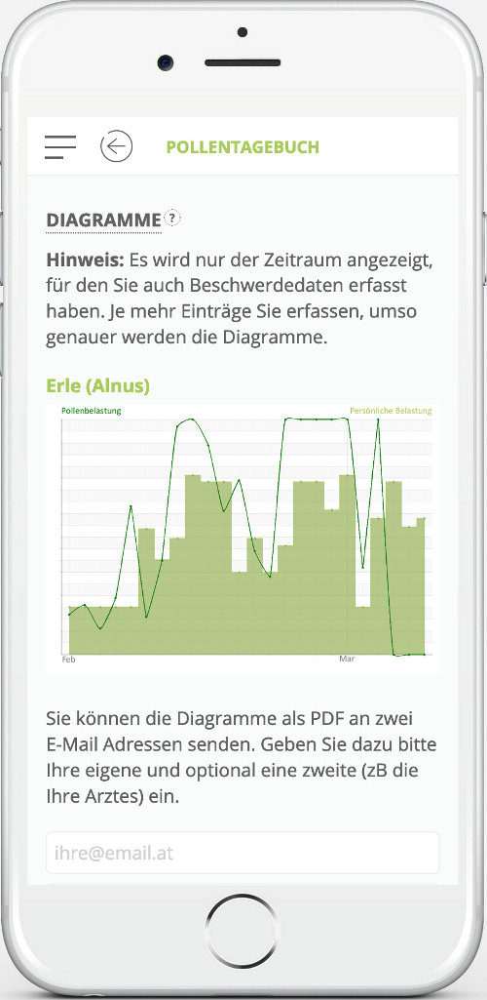 POLLENTAGEBUCH
DIAGRAMME ?
Hinweis: Es wird nur der Zeitraum angezeigt,
für den Sie auch Beschwerdedaten erfasst
haben. Je mehr Einträge Sie erfassen, umso
genauer werden die Diagramme.
Erle (Alnus)
Pollenbelastung Persönliche Belastung
Feb Mar
Sie können die Diagramme als PDF an zwei
E-Mail Adressen senden. Geben Sie dazu bitte
Ihre eigene und optional eine zweite (zB die
Ihre Arztes) ein.
ihre@email.at